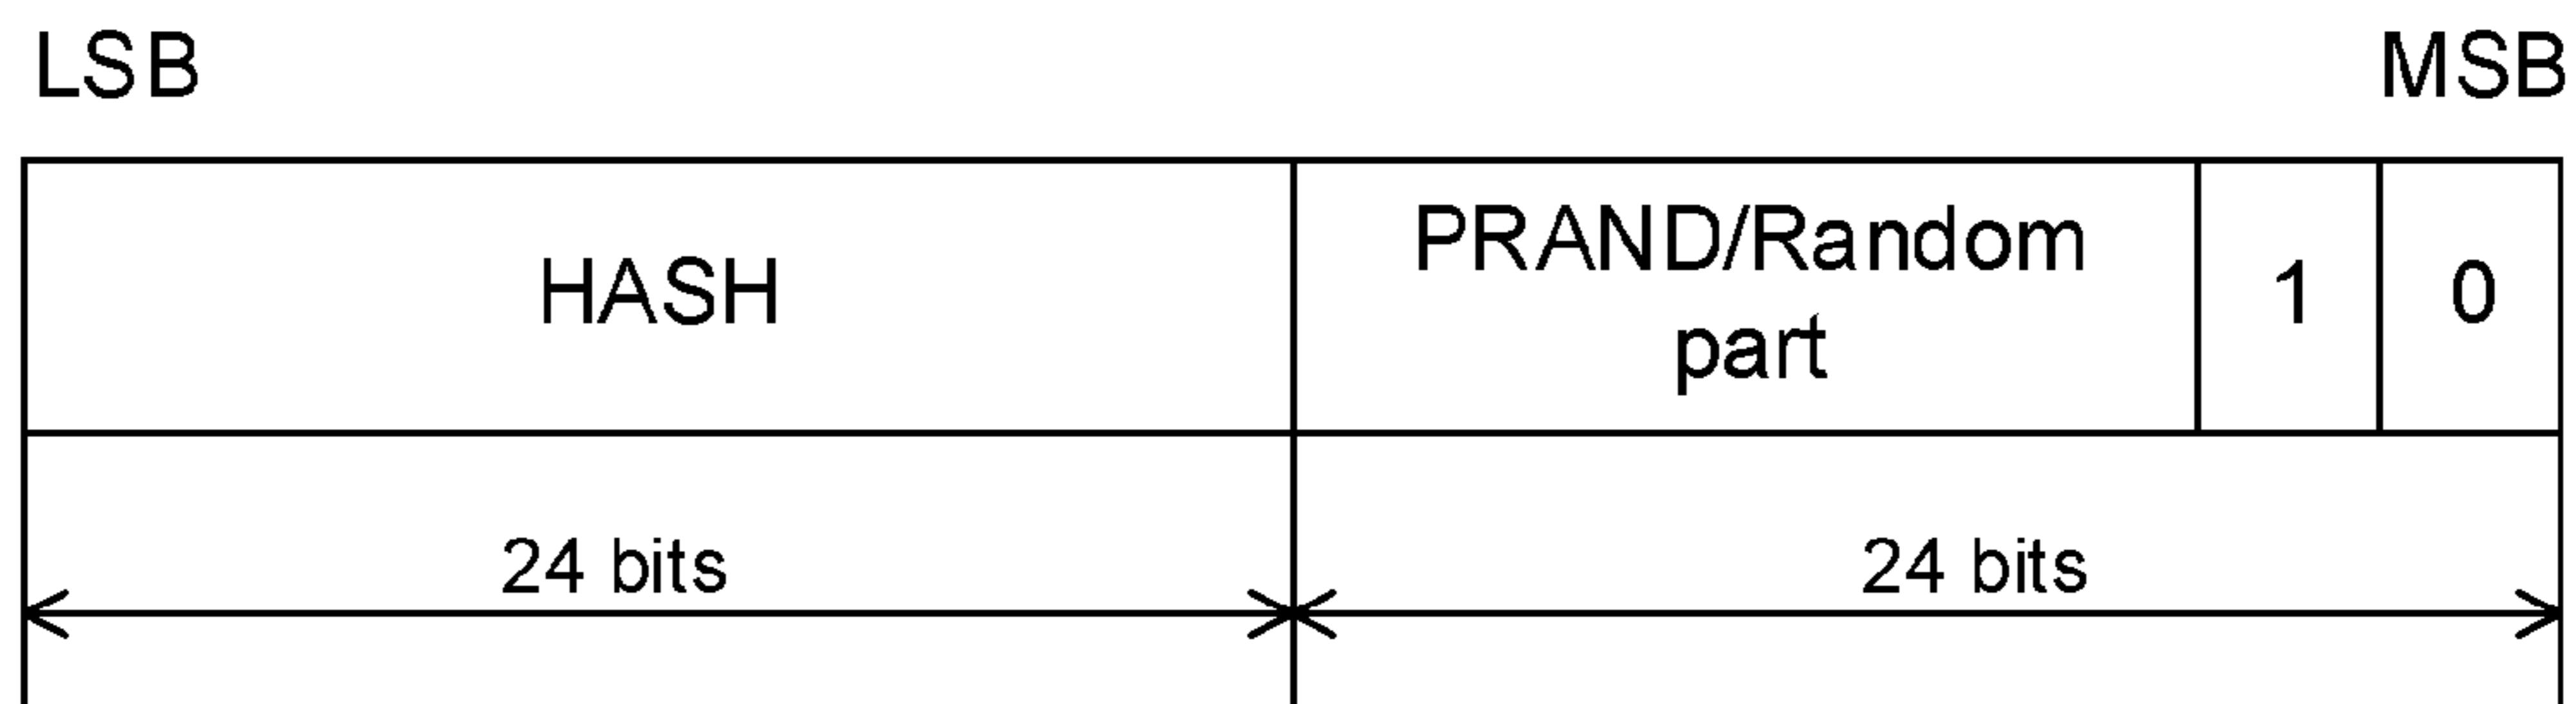 LSB MSB
HASH
PRAND/Random
part
1
0
24 bits
24 bits